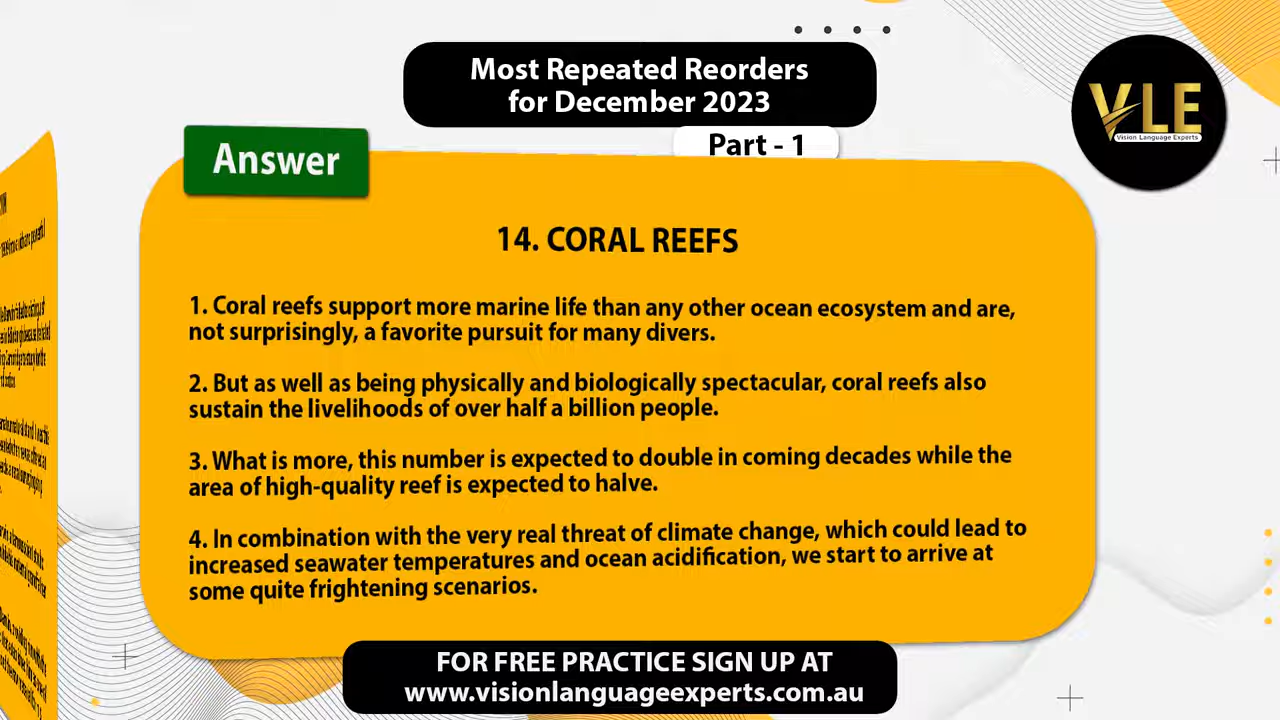 Most Repeated Reorders
for December 2023
VLE
Vision Language Experts
Part - 1
Answer
14. CORAL REEFS
1. Coral reefs support more marine life than any other ocean ecosystem and are,
not surprisingly, a favorite pursuit for many divers.
2. But as well as being physically and biologically spectacular, coral reefs also
sustain the livelihoods of over half a billion people.
3. What is more, this number is expected to double in coming decades while the
area of high-quality reef is expected to halve.
4. In combination with the very real threat of climate change, which could lead to
increased seawater temperatures and ocean acidification, we start to arrive at
some quite frightening scenarios.
FOR FREE PRACTICE SIGN UP AT
www.visionlanguageexperts.com.au